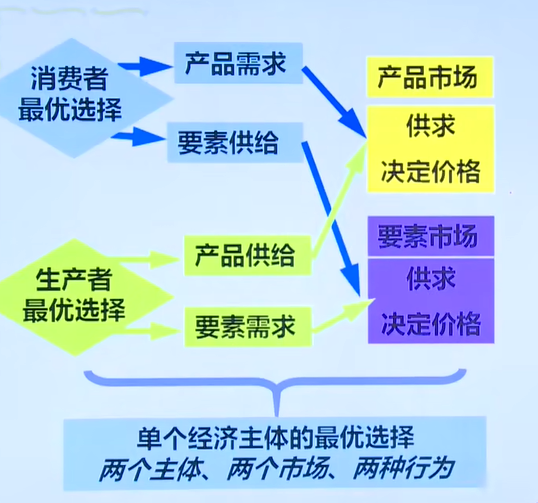 消费者
最优选择
产品需求
要素供给
产品市场
供求
决定价格
生产者
最优选择
产品供给
要素需求
要素市场
供求
决定价格
单个经济主体的最优选择
两个主体、两个市场、两种行为